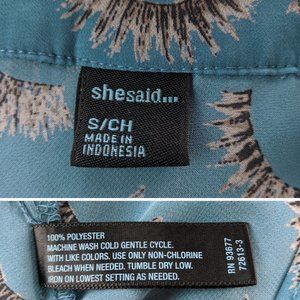 shesaid...
S/CH
MADE IN
INDONESIA
100% POLYESTER
MACHINE WASH COLD GENTLE CYCLE.
WITH LIKE COLORS. USE ONLY NON-CHLORINE
BLEACH WHEN NEEDED. TUMBLE DRY LOW.
IRON ON LOWEST SETTING AS NEEDED.
RN 93677
72613-3